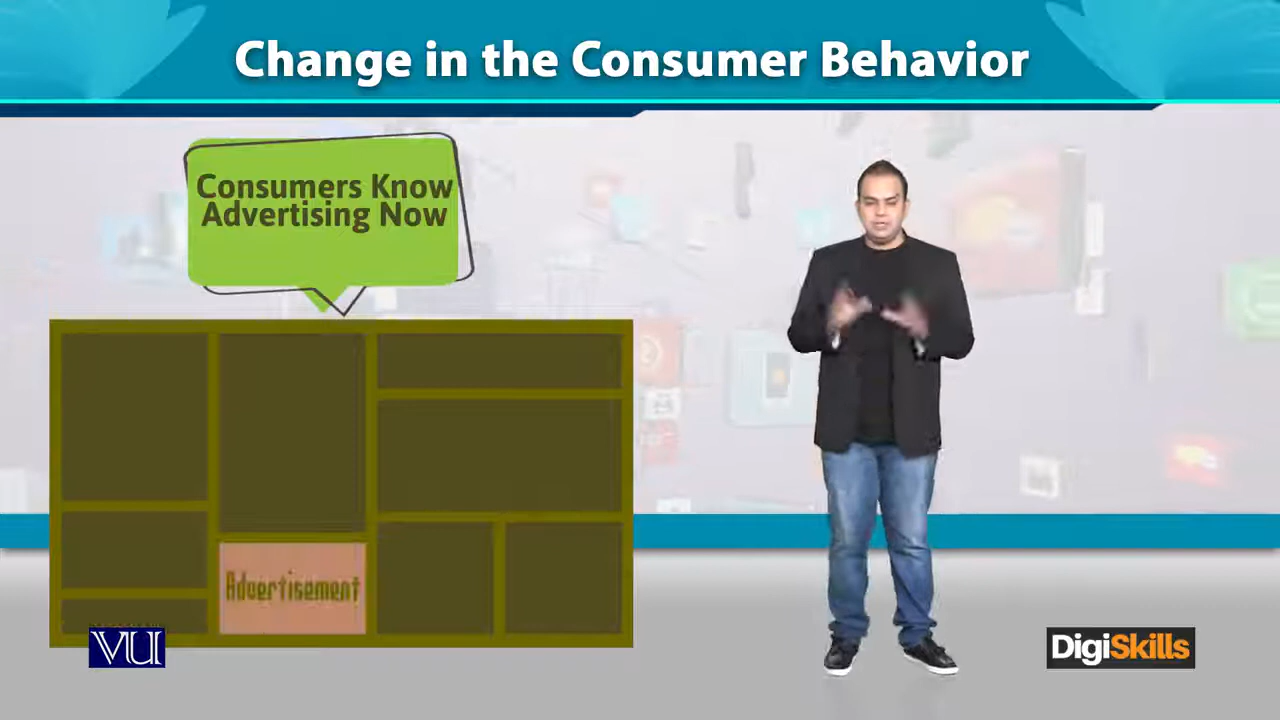 Change in the Consumer Behavior
Consumers Know
Advertising Now
Advertisement
VU
DigiSkills